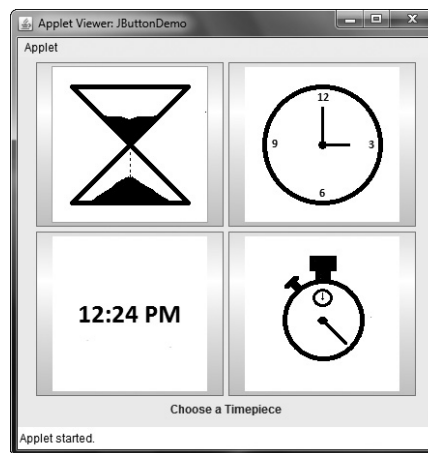 Applet Viewer: JButtonDemo
Applet
12
9
3
6
12:24 PM
Choose a Timepiece
Applet started.